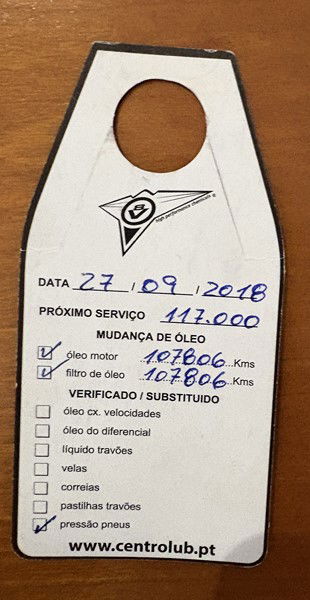 BV
high performance chemicals ®
DATA 27 / 09 / 2018
PRÓXIMO SERVIÇO 117.000
MUDANÇA DE ÓLEO
óleo motor 107806 Kms
filtro de óleo 107806 Kms
VERIFICADO / SUBSTITUIDO
óleo cx. velocidades
óleo do diferencial
líquido travões
velas
correias
pastilhas travões
pressão pneus
www.centrolub.pt